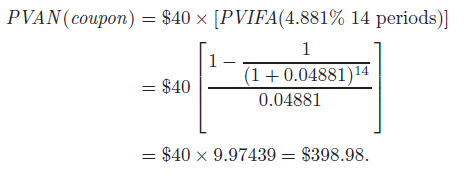 PVAN(coupon) = $40 × [PVIFA(4.881% 14 periods)]
= $40 [ 1 − 1 / (1 + 0.04881)^14 / 0.04881 ]
= $40 × 9.97439 = $398.98.